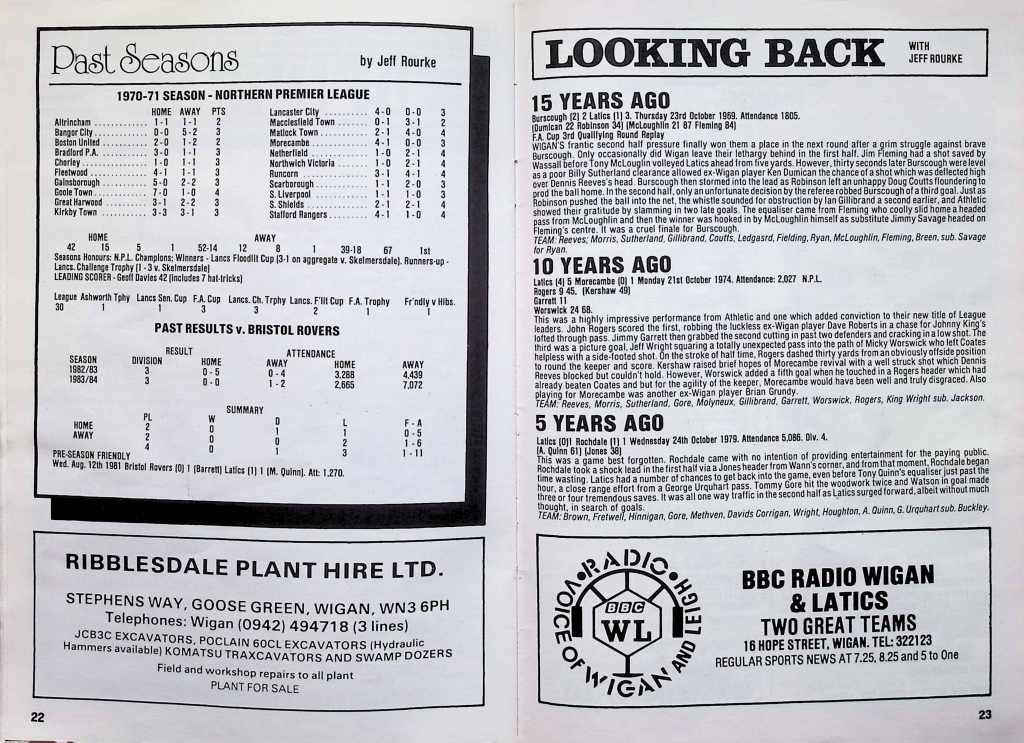 Past Seasons
by Jeff Rourke
1970-71 SEASON - NORTHERN PREMIER LEAGUE
HOME AWAY PTS
Altrincham 1-1 1-1 2
Bangor City 0-0 5-2 3
Boston United 2-0 1-2 2
Bradford P.A. 3-0 1-1 3
Chorley 1-0 1-1 3
Fleetwood 4-1 1-1 3
Gainsborough 5-0 2-2 3
Goole Town 7-0 1-0 4
Great Harwood 3-1 2-2 3
Kirkby Town 3-3 3-1 3
Lancaster City 4-0 0-0 3
Macclesfield Town 0-1 3-1 2
Matlock Town 2-1 4-0 4
Morecambe 4-1 0-0 3
Netherfield 1-0 2-1 4
Northwich Victoria 1-0 2-1 4
Runcorn 3-1 4-1 4
Scarborough 1-1 2-0 3
S. Liverpool 1-1 1-0 3
S. Shields 2-1 2-1 4
Stafford Rangers 4-1 1-0 4
HOME AWAY
42 15 5 1 52-14 12 8 1 39-18 67 1st
Seasons Honours: N.P.L. Champions; Winners - Lancs Floodlit Cup (3-1 on aggregate v. Skelmersdale). Runners-up -
Lancs. Challenge Trophy (1-3 v. Skelmersdale)
LEADING SCORER - Geoff Davies 42 (Includes 7 hat-tricks)
League Ashworth Tphy Lancs Sen. Cup F.A. Cup Lancs. Ch. Trphy Lancs. F'lit Cup F.A. Trophy Fr'ndly v Hibs.
30 1 1 3 3 2 1 1
PAST RESULTS v. BRISTOL ROVERS
RESULT ATTENDANCE
SEASON DIVISION HOME AWAY HOME AWAY
1982/83 3 0-5 0-4 3,288 4,439
1983/84 3 0-0 1-2 2,665 7,072
SUMMARY
PL W D L F-A
HOME 2 0 1 1 0-5
AWAY 2 0 0 2 1-6
4 0 1 3 1-11
PRE-SEASON FRIENDLY
Wed. Aug. 12th 1981 Bristol Rovers (0) 1 (Barrett) Latics (1) 1 (M. Quinn). Att: 1,270.
RIBBLESDALE PLANT HIRE LTD.
STEPHENS WAY, GOOSE GREEN, WIGAN, WN3 6PH
Telephones: Wigan (0942) 494718 (3 lines)
JCB3C EXCAVATORS, POCLAIN 60CL EXCAVATORS (Hydraulic
Hammers available) KOMATSU TRAXCAVATORS AND SWAMP DOZERS
Field and workshop repairs to all plant
PLANT FOR SALE
22
LOOKING BACK
WITH
JEFF ROURKE
15 YEARS AGO
Burscough (2) 2 Latics (1) 3. Thursday 23rd October 1969. Attendance 1805.
(Dumican 22 Robinson 34) (McLoughlin 21 87 Fleming 84)
F.A. Cup 3rd Qualifying Round Replay
WIGAN'S frantic second half pressure finally won them a place in the next round after a grim struggle against brave
Burscough. Only occasionally did Wigan leave their lethargy behind in the first half. Jim Fleming had a shot saved by
Wassall before Tony McLoughlin volleyed Latics ahead from five yards. However, thirty seconds later Burscough were level
as a poor Billy Sutherland clearance allowed ex-Wigan player Ken Dumican the chance of a shot which was deflected high
over Dennis Reeves's head. Burscough then stormed into the lead as Robinson left an unhappy Doug Coutts floundering to
prod the ball home. In the second half, only an unfortunate decision by the referee robbed Burscough of a third goal. Just as
Robinson pushed the ball into the net, the whistle sounded for obstruction by Ian Gillibrand a second earlier, and Athletic
showed their gratitude by slamming in two late goals. The equaliser came from Fleming who coolly slid home a headed
pass from McLoughlin and then the winner was hooked in by McLoughlin himself as substitute Jimmy Savage headed on
Fleming's centre. It was a cruel finale for Burscough.
TEAM: Reeves; Morris, Sutherland, Gillibrand, Coutts, Ledgasrd, Fielding, Ryan, McLoughlin, Fleming, Breen, sub. Savage
for Ryan.
10 YEARS AGO
Latics (4) 5 Morecambe (0) 1 Monday 21st October 1974. Attendance: 2,027 N.P.L.
Rogers 9 45, (Kershaw 49)
Garrett 11
Worswick 24 68.
This was a highly impressive performance from Athletic and one which added conviction to their new title of League
leaders. John Rogers scored the first, robbing the luckless ex-Wigan player Dave Roberts in a chase for Johnny King's
lofted through pass. Jimmy Garrett then grabbed the second cutting in past two defenders and cracking in a low shot. The
third was a picture goal, Jeff Wright squaring a totally unexpected pass into the path of Micky Worswick who left Coates
helpless with a side-footed shot. On the stroke of half time, Rogers dashed thirty yards from an obviously offside position
to round the keeper and score. Kershaw raised brief hopes of Morecambe revival with a well struck shot which Dennis
Reeves blocked but couldn't hold. However, Worswick added a fifth goal when he touched in a Rogers header which had
already beaten Coates and but for the agility of the keeper, Morecambe would have been well and truly disgraced. Also
playing for Morecambe was another ex-Wigan player Brian Grundy.
TEAM: Reeves, Morris, Sutherland, Gore, Molyneux, Gillibrand, Garrett, Worswick, Rogers, King Wright sub. Jackson.
5 YEARS AGO
Latics (0)1 Rochdale (1) 1 Wednesday 24th October 1979. Attendance 5,086. Div. 4.
(A. Quinn 61) (Jones 38)
This was a game best forgotten. Rochdale came with no intention of providing entertainment for the paying public.
Rochdale took a shock lead in the first half via a Jones header from Wann's corner, and from that moment, Rochdale began
time wasting. Latics had a number of chances to get back into the game, even before Tony Quinn's equaliser just past the
hour, a close range effort from a George Urquhart pass. Tommy Gore hit the woodwork twice and Watson in goal made
three or four tremendous saves. It was all one way traffic in the second half as Latics surged forward, albeit without much
thought, in search of goals.
TEAM: Brown, Fretwell, Hinnigan, Gore, Methven, Davids Corrigan, Wright, Houghton, A. Quinn, G. Urquhart sub. Buckley.
RADIO
VOICE OF WIGAN AND LEIGH
BBC
WL
BBC RADIO WIGAN
& LATICS
TWO GREAT TEAMS
16 HOPE STREET, WIGAN. TEL: 322123
REGULAR SPORTS NEWS AT 7.25, 8.25 and 5 to One
23